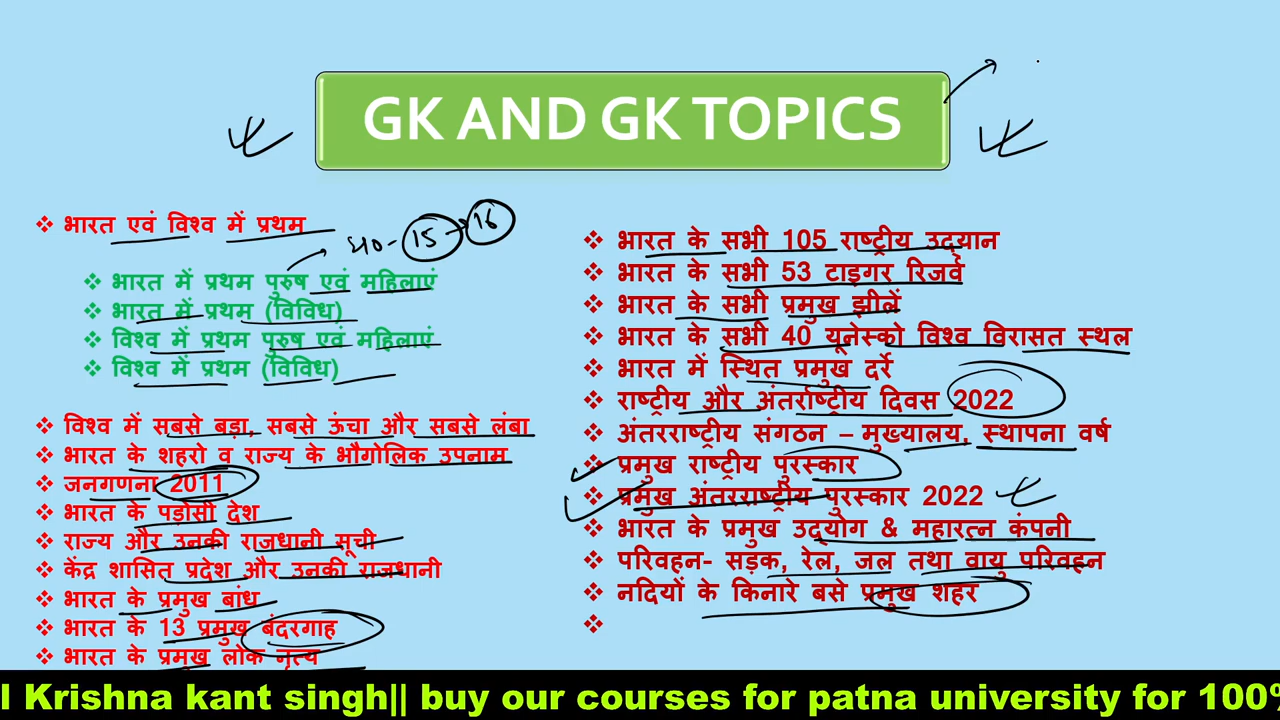 GK AND GK TOPICS
❖ भारत एवं विश्व में प्रथम
15 → 16
❖ भारत में प्रथम पुरुष एवं महिलाएं
❖ भारत में प्रथम (विविध)
❖ विश्व में प्रथम पुरुष एवं महिलाएं
❖ विश्व में प्रथम (विविध)
❖ विश्व में सबसे बड़ा, सबसे ऊंचा और सबसे लंबा
❖ भारत के शहरो व राज्य के भौगोलिक उपनाम
❖ जनगणना 2011
❖ भारत के पड़ोसी देश
❖ राज्य और उनकी राजधानी सूची
❖ केंद्र शासित प्रदेश और उनकी राजधानी
❖ भारत के प्रमुख बांध
❖ भारत के 13 प्रमुख बंदरगाह
❖ भारत के प्रमुख लोक नृत्य
❖ भारत के सभी 105 राष्ट्रीय उद्यान
❖ भारत के सभी 53 टाइगर रिजर्व
❖ भारत के सभी प्रमुख झीलें
❖ भारत के सभी 40 यूनेस्को विश्व विरासत स्थल
❖ भारत में स्थित प्रमुख दर्रे
❖ राष्ट्रीय और अंतर्राष्ट्रीय दिवस 2022
❖ अंतरराष्ट्रीय संगठन – मुख्यालय, स्थापना वर्ष
❖ प्रमुख राष्ट्रीय पुरस्कार
❖ प्रमुख अंतरराष्ट्रीय पुरस्कार 2022
❖ भारत के प्रमुख उद्योग & महारत्न कंपनी
❖ परिवहन- सड़क, रेल, जल तथा वायु परिवहन
❖ नदियों के किनारे बसे प्रमुख शहर
❖
l Krishna kant singh|| buy our courses for patna university for 100%